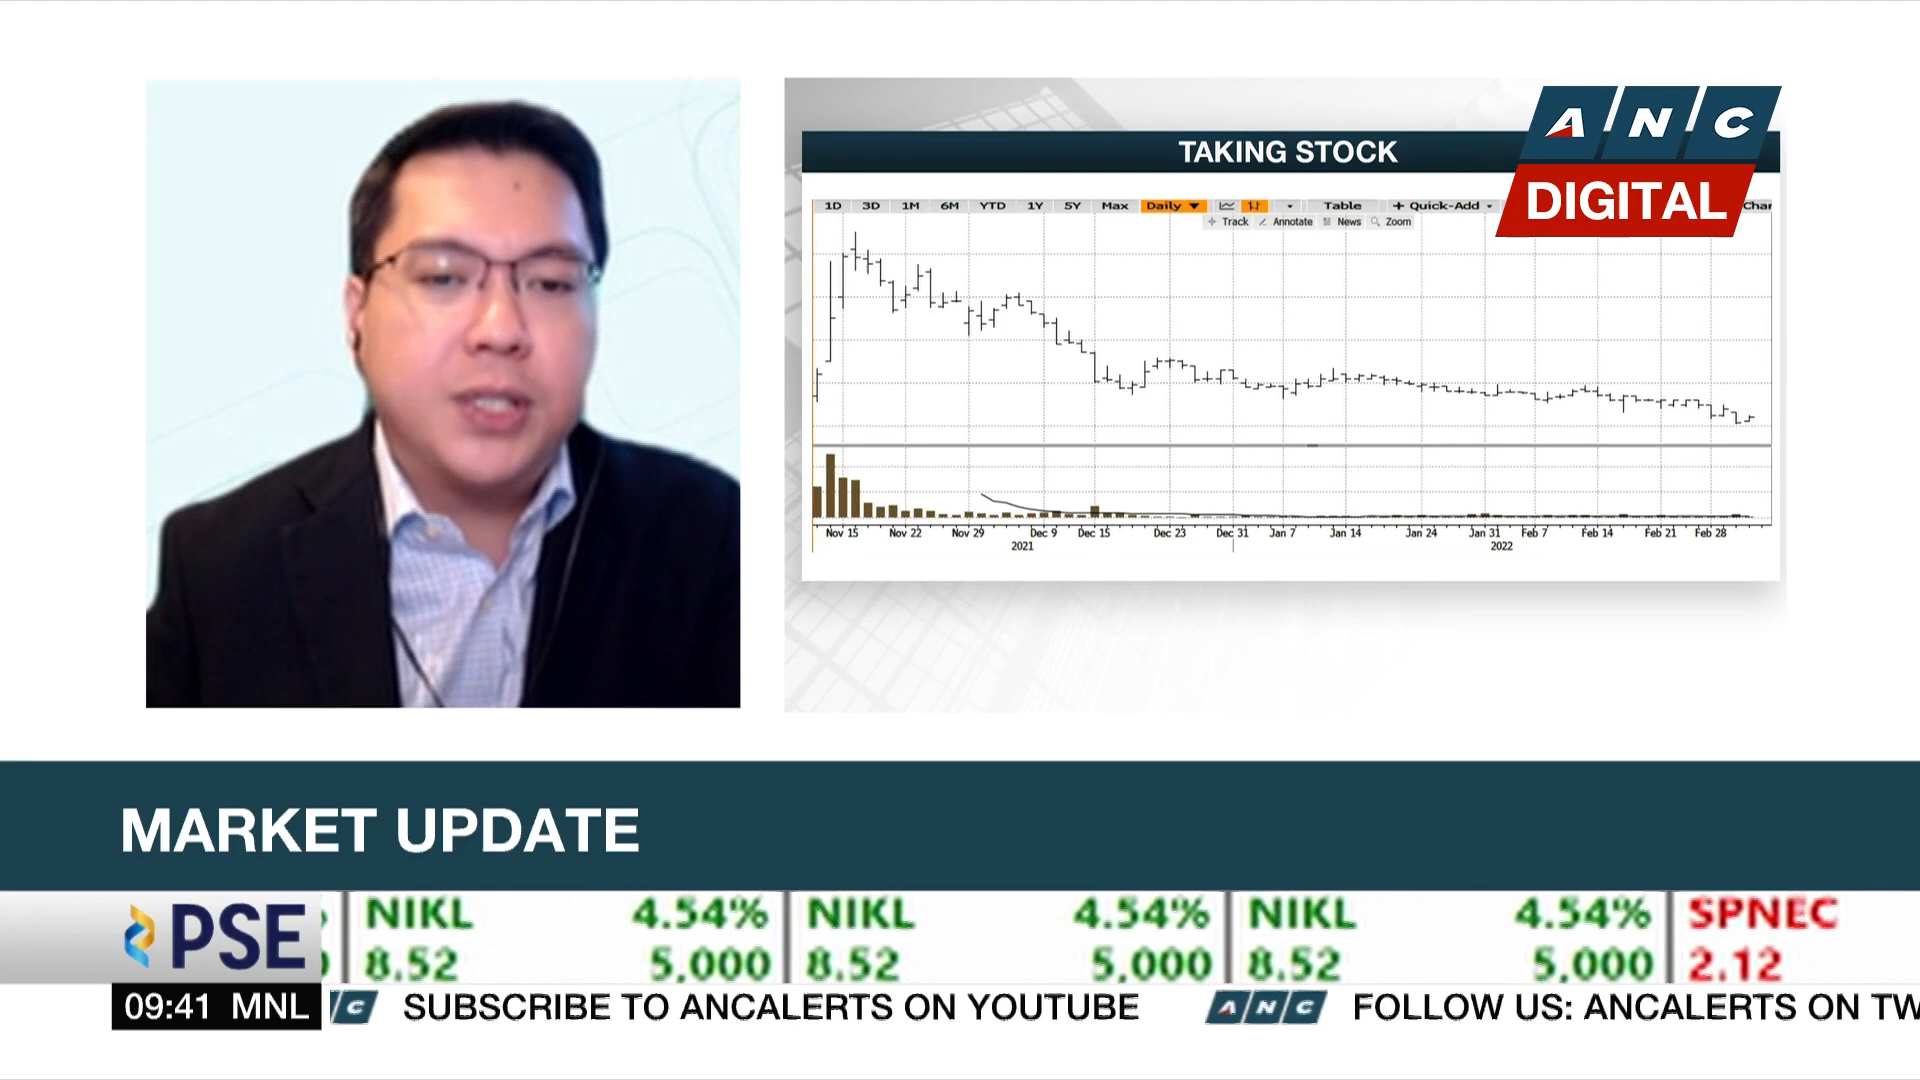 ANC
DIGITAL
TAKING STOCK
1D 3D 1M 6M YTD 1Y 5Y Max Daily Table + Quick-Add
Track Annotate News Zoom
Nov 15 Nov 22 Nov 29 Dec 9 Dec 15 Dec 23 Dec 31 Jan 7 Jan 14 Jan 24 Jan 31 Feb 7 Feb 14 Feb 21 Feb 28
2021 2022
MARKET UPDATE
PSE NIKL 4.54% NIKL 4.54% NIKL 4.54% SPNEC
8.52 5,000 8.52 5,000 8.52 5,000 2.12
09:41 MNL C SUBSCRIBE TO ANCALERTS ON YOUTUBE ANC FOLLOW US: ANCALERTS ON TW